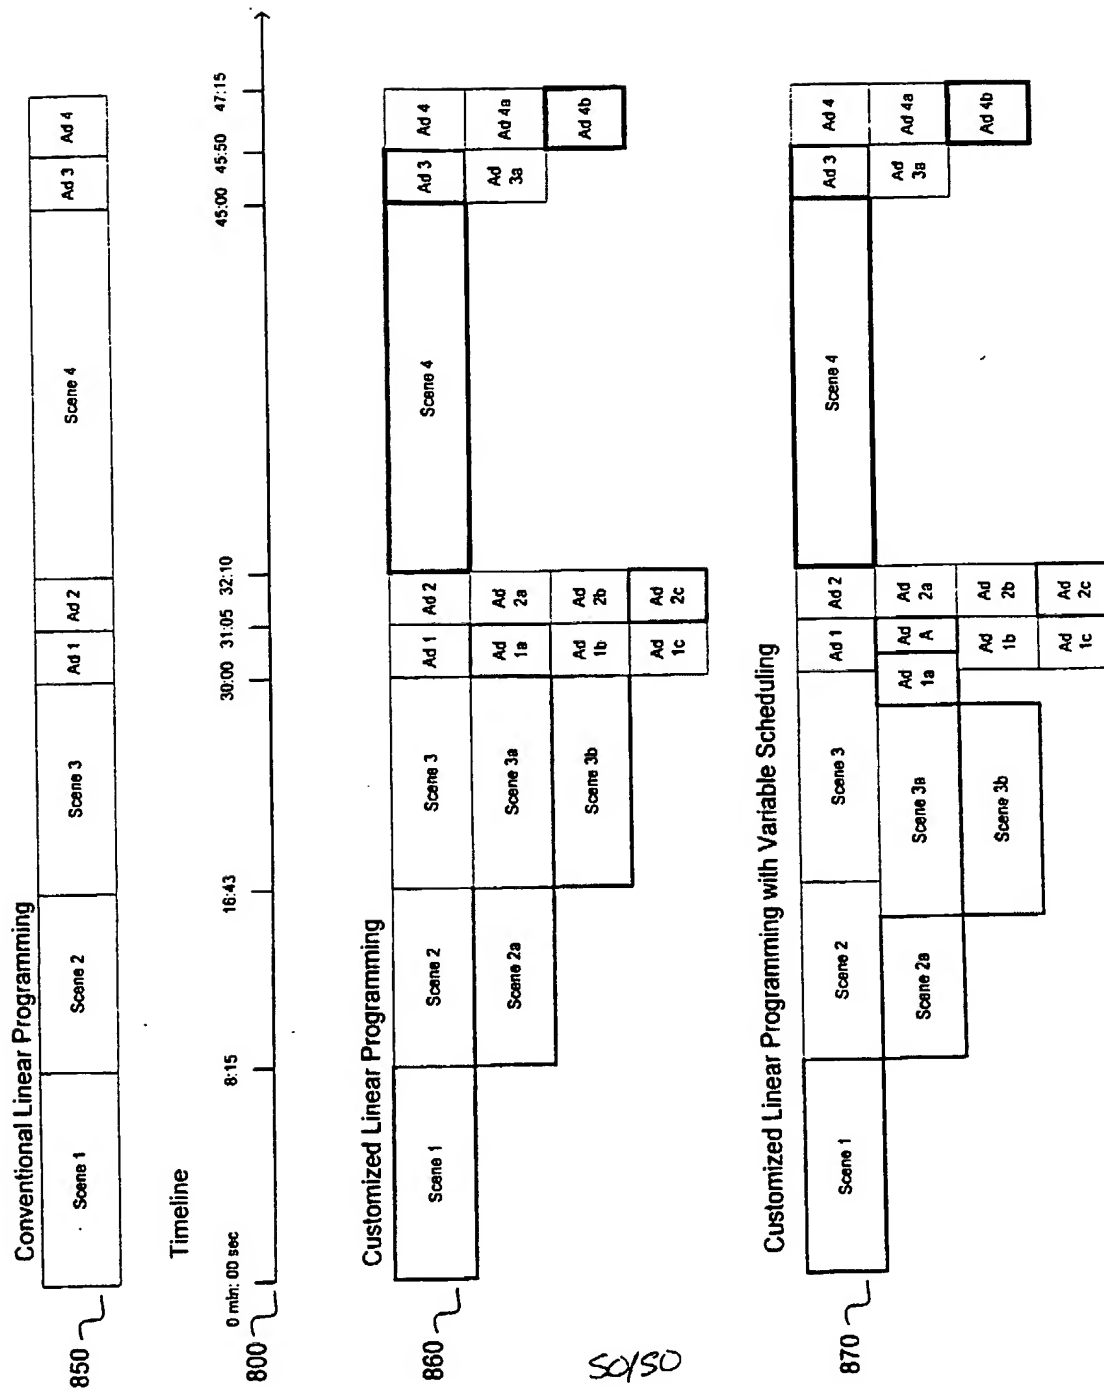 Conventional Linear Programming
850
Scene 1
Scene 2
Scene 3
Ad 1
Ad 2
Scene 4
Ad 3
Ad 4
Timeline
800
0 min: 00 sec
8:15
16:43
30:00
31:05
32:10
45:00
45:50
47:15
Customized Linear Programming
860
Scene 1
Scene 2
Scene 3
Ad 1
Ad 2
Scene 4
Ad 3
Ad 4
Scene 2a
Scene 3a
Ad
1a
Ad
2a
Ad
3a
Ad 4a
Scene 3b
Ad
1b
Ad
2b
Ad 4b
Ad
1c
Ad
2c
50/50
Customized Linear Programming with Variable Scheduling
870
Scene 1
Scene 2
Scene 3
Ad 1
Ad 2
Scene 4
Ad 3
Ad 4
Scene 2a
Scene 3a
Ad
1a
Ad
A
Ad
2a
Ad
3a
Ad 4a
Scene 3b
Ad
1b
Ad
2b
Ad 4b
Ad
1c
Ad
2c